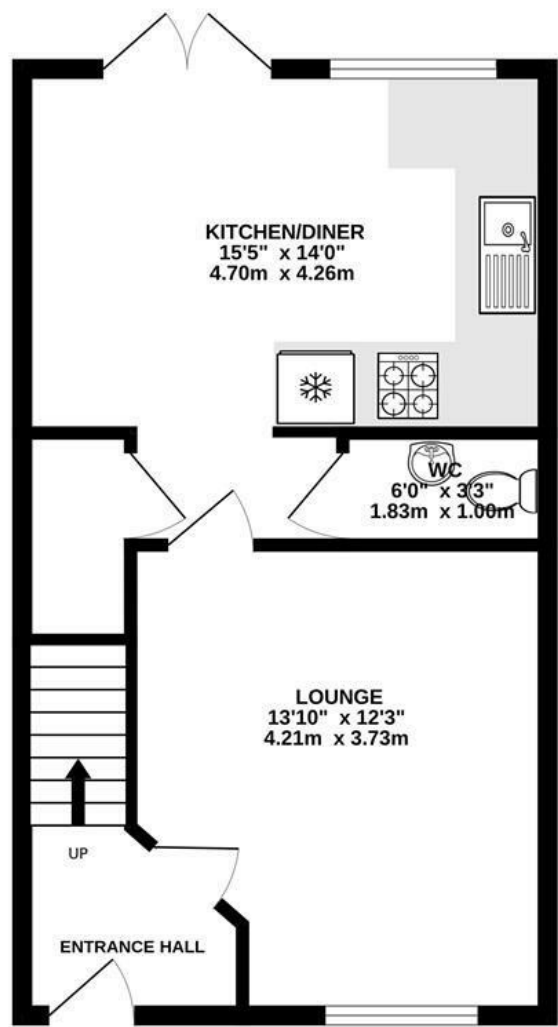 KITCHEN/DINER
15'5" x 14'0"
4.70m x 4.26m
WC
6'0" x 3'3"
1.83m x 1.00m
LOUNGE
13'10" x 12'3"
4.21m x 3.73m
UP
ENTRANCE HALL